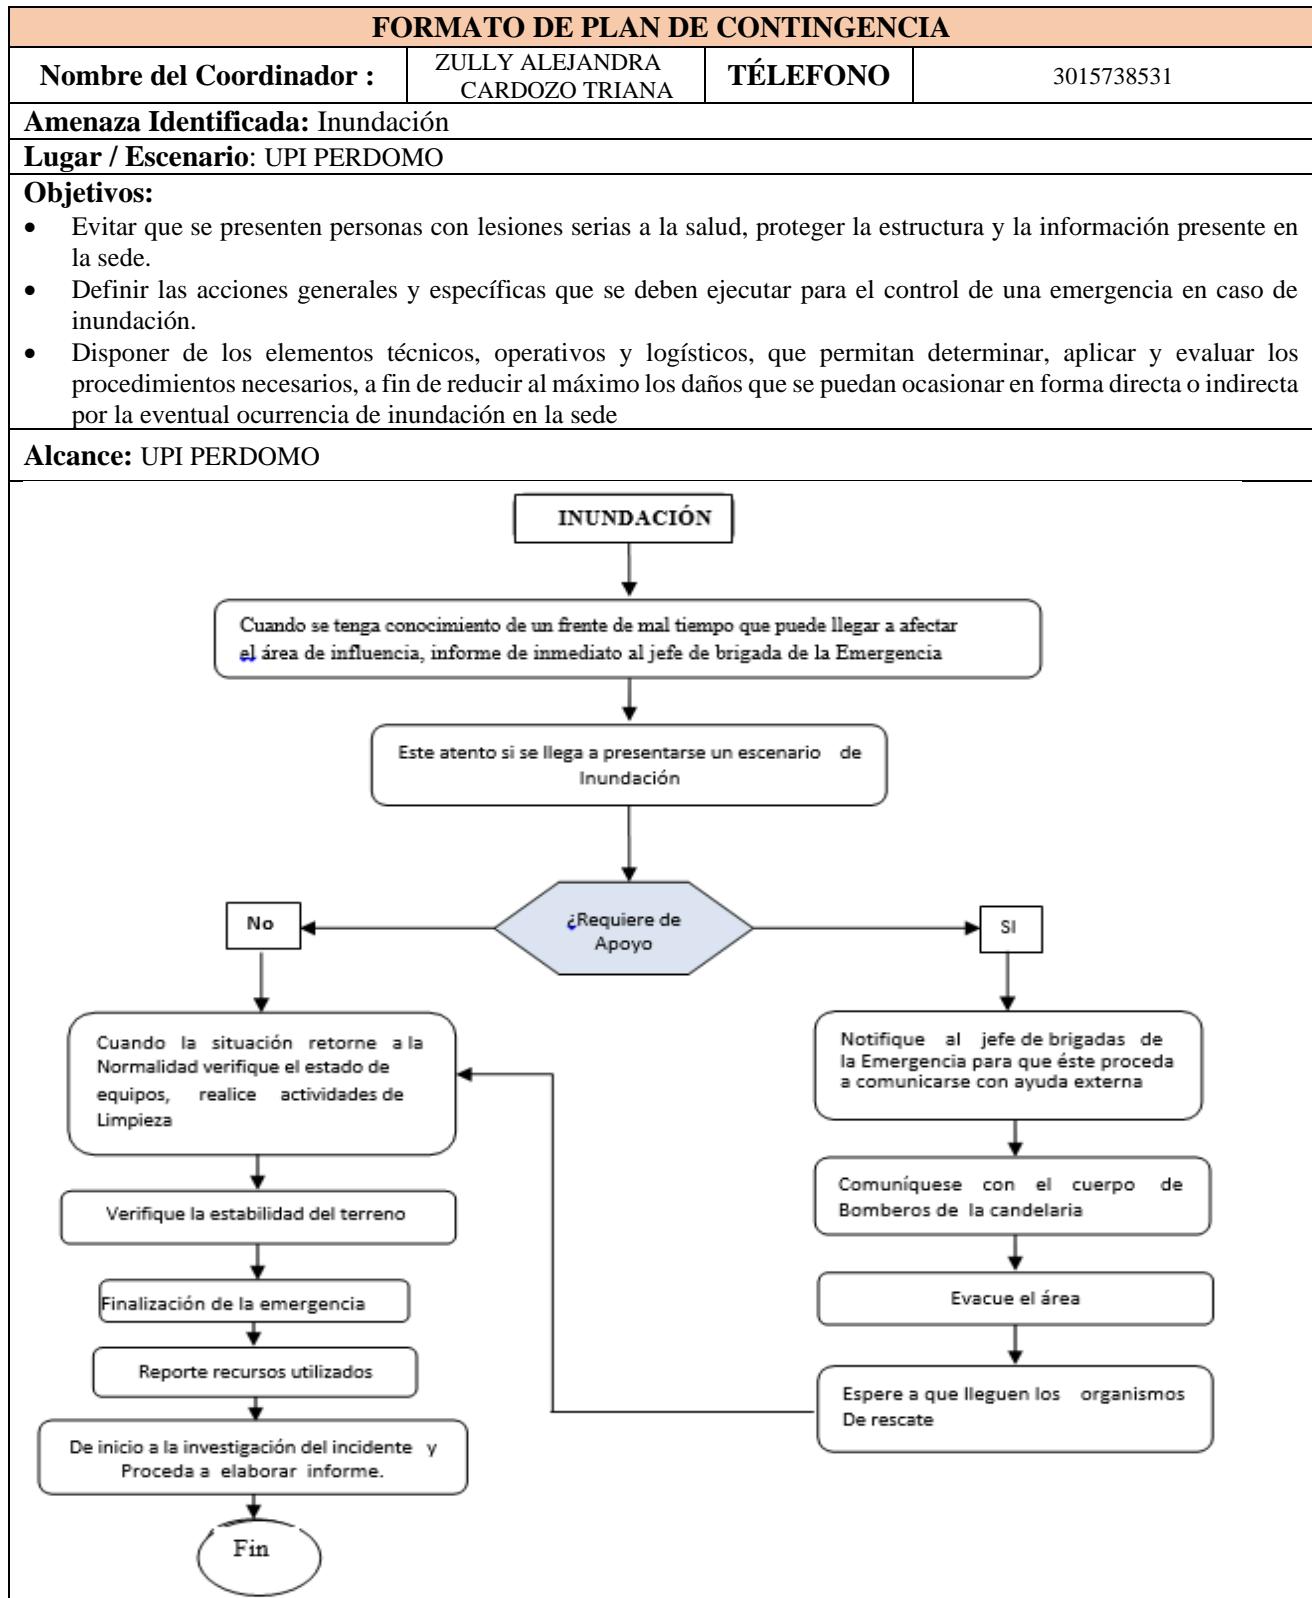 FORMATO DE PLAN DE CONTINGENCIA
Nombre del Coordinador :
ZULLY ALEJANDRA
CARDOZO TRIANA
TÉLEFONO
3015738531
Amenaza Identificada: Inundación
Lugar / Escenario: UPI PERDOMO
Objetivos:
• Evitar que se presenten personas con lesiones serias a la salud, proteger la estructura y la información presente en
la sede.
• Definir las acciones generales y específicas que se deben ejecutar para el control de una emergencia en caso de
inundación.
• Disponer de los elementos técnicos, operativos y logísticos, que permitan determinar, aplicar y evaluar los
procedimientos necesarios, a fin de reducir al máximo los daños que se puedan ocasionar en forma directa o indirecta
por la eventual ocurrencia de inundación en la sede
Alcance: UPI PERDOMO
INUNDACIÓN
Cuando se tenga conocimiento de un frente de mal tiempo que puede llegar a afectar
el área de influencia, informe de inmediato al jefe de brigada de la Emergencia
Este atento si se llega a presentarse un escenario de
Inundación
¿Requiere de
Apoyo
No
SI
Cuando la situación retorne a la
Normalidad verifique el estado de
equipos, realice actividades de
Limpieza
Verifique la estabilidad del terreno
Finalización de la emergencia
Reporte recursos utilizados
De inicio a la investigación del incidente y
Proceda a elaborar informe.
Fin
Notifique al jefe de brigadas de
la Emergencia para que éste proceda
a comunicarse con ayuda externa
Comuníquese con el cuerpo de
Bomberos de la candelaria
Evacue el área
Espere a que lleguen los organismos
De rescate